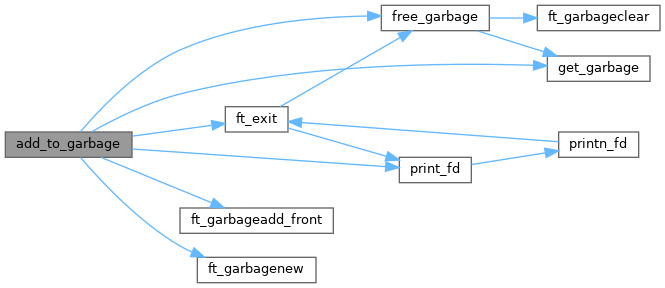 free_garbage
ft_garbageclear
get_garbage
ft_exit
add_to_garbage
printn_fd
print_fd
ft_garbageadd_front
ft_garbagenew